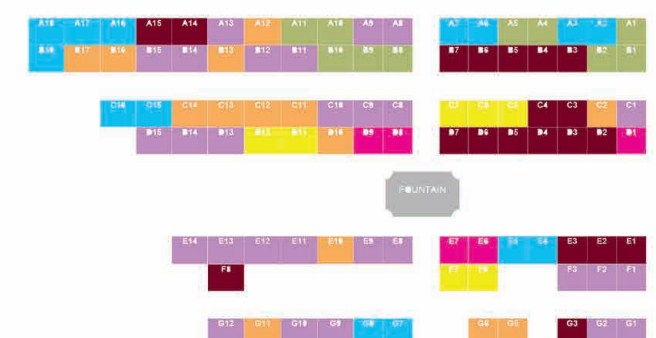 A18 A17 A16 A15 A14 A13 A12 A11 A10 A9 A8 A7 A6 A5 A4 A3 A2 A1
B18 B17 B16 B15 B14 B13 B12 B11 B10 B9 B8 B7 B6 B5 B4 B3 B2 B1
C16 C15 C14 C13 C12 C11 C10 C9 C8 C7 C6 C5 C4 C3 C2 C1
D15 D14 D13 D12 D11 D10 D9 D8 D7 D6 D5 D4 D3 D2 D1
FOUNTAIN
E14 E13 E12 E11 E10 E9 E8 E7 E6 E5 E4 E3 E2 E1
F8 F7 F6 F3 F2 F1
G12 G11 G10 G9 G8 G7 G6 G5 G3 G2 G1